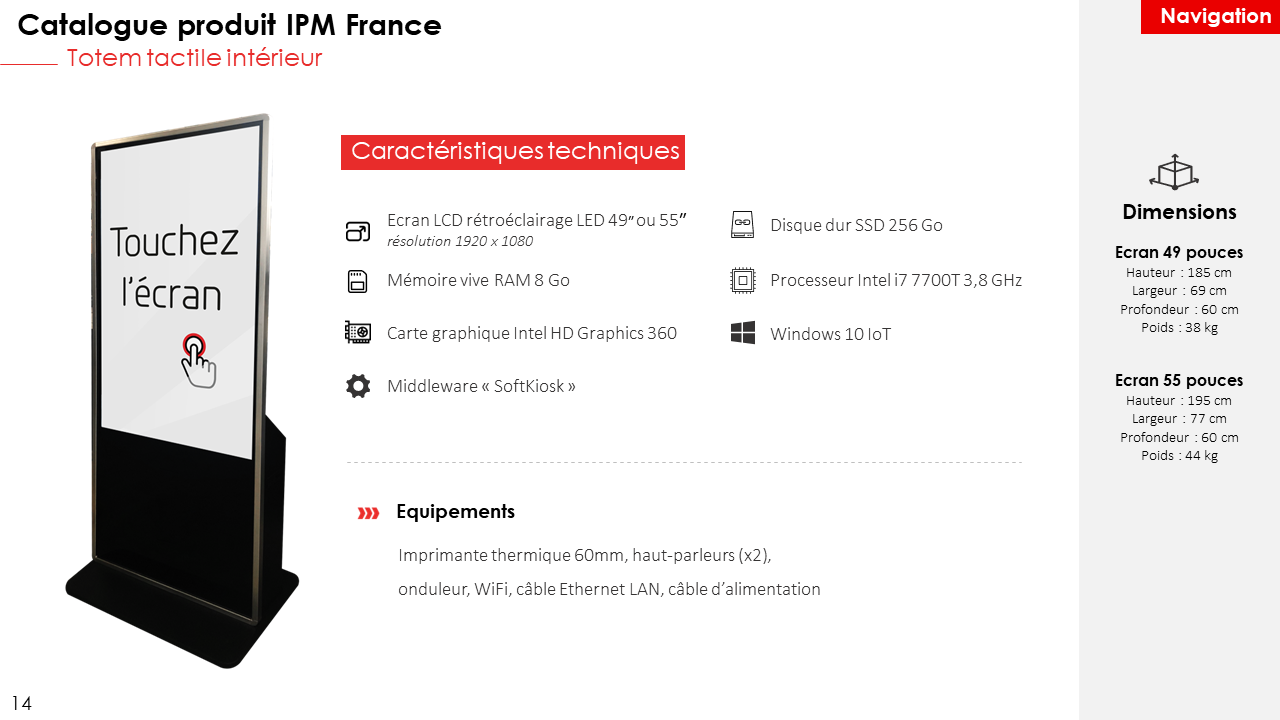 Catalogue produit IPM France
Totem tactile intérieur
Navigation
Touchez
l'écran
Caractéristiques techniques
Ecran LCD rétroéclairage LED 49″ ou 55″
résolution 1920 x 1080
Mémoire vive RAM 8 Go
Carte graphique Intel HD Graphics 360
Middleware « SoftKiosk »
Disque dur SSD 256 Go
Processeur Intel i7 7700T 3,8 GHz
Windows 10 IoT
Equipements
Imprimante thermique 60mm, haut-parleurs (x2),
onduleur, WiFi, câble Ethernet LAN, câble d’alimentation
Dimensions
Ecran 49 pouces
Hauteur : 185 cm
Largeur : 69 cm
Profondeur : 60 cm
Poids : 38 kg
Ecran 55 pouces
Hauteur : 195 cm
Largeur : 77 cm
Profondeur : 60 cm
Poids : 44 kg
14